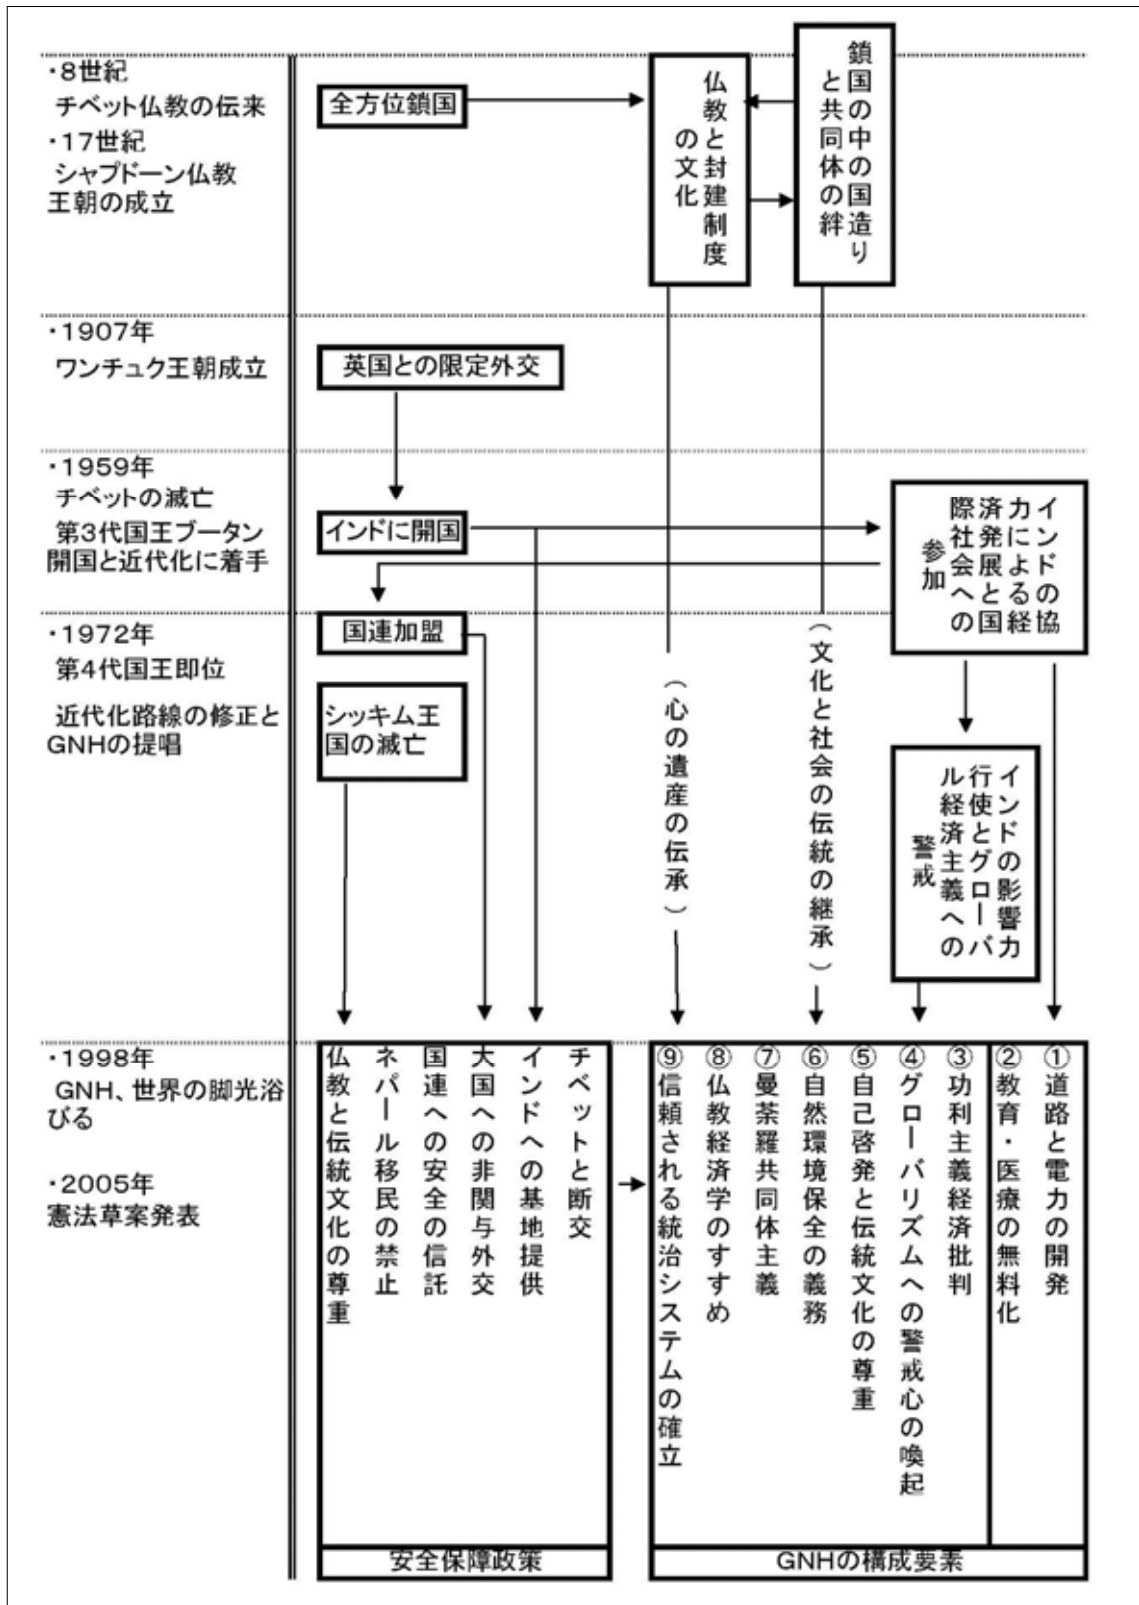 ・8世紀
チベット仏教の伝来
・17世紀
シャプドーン仏教
王朝の成立
全方位鎖国
仏教と封建制度
の文化
鎖国の中の国造り
と共同体の絆
・1907年
ワンチュク王朝成立
英国との限定外交
・1959年
チベットの滅亡
第3代国王ブータン
開国と近代化に着手
インドに開国
インドの協
力による経
済発展と国
際社会への
参加
・1972年
第4代国王即位
近代化路線の修正と
GNHの提唱
国連加盟
シッキム王
国の滅亡
（心の遺産の伝承）
（文化と社会の伝統の継承）
インドの影響力
行使とグローバ
ル経済主義への
警戒
・1998年
GNH、世界の脚光浴
びる
・2005年
憲法草案発表
チベットと断交
インドへの基地提供
大国への非関与外交
国連への安全の信託
ネパール移民の禁止
仏教と伝統文化の尊重
安全保障政策
①道路と電力の開発
②教育・医療の無料化
③功利主義経済批判
④グローバリズムへの警戒心の喚起
⑤自己啓発と伝統文化の尊重
⑥自然環境保全の義務
⑦曼荼羅共同体主義
⑧仏教経済学のすすめ
⑨信頼される統治システムの確立
GNHの構成要素